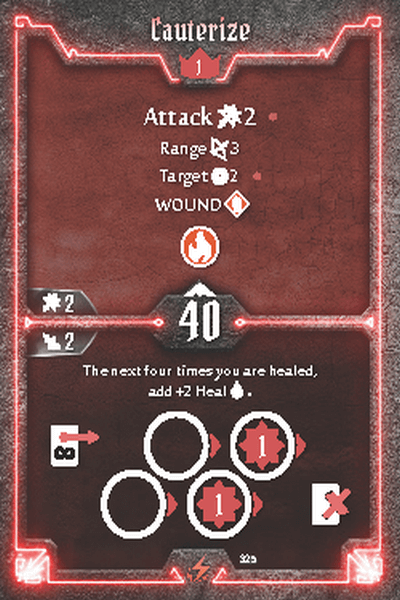 Cauterize
1
Attack 2
Range 3
Target 2
WOUND
2
40
2
The next four times you are healed,
add +2 Heal.
1
1
325